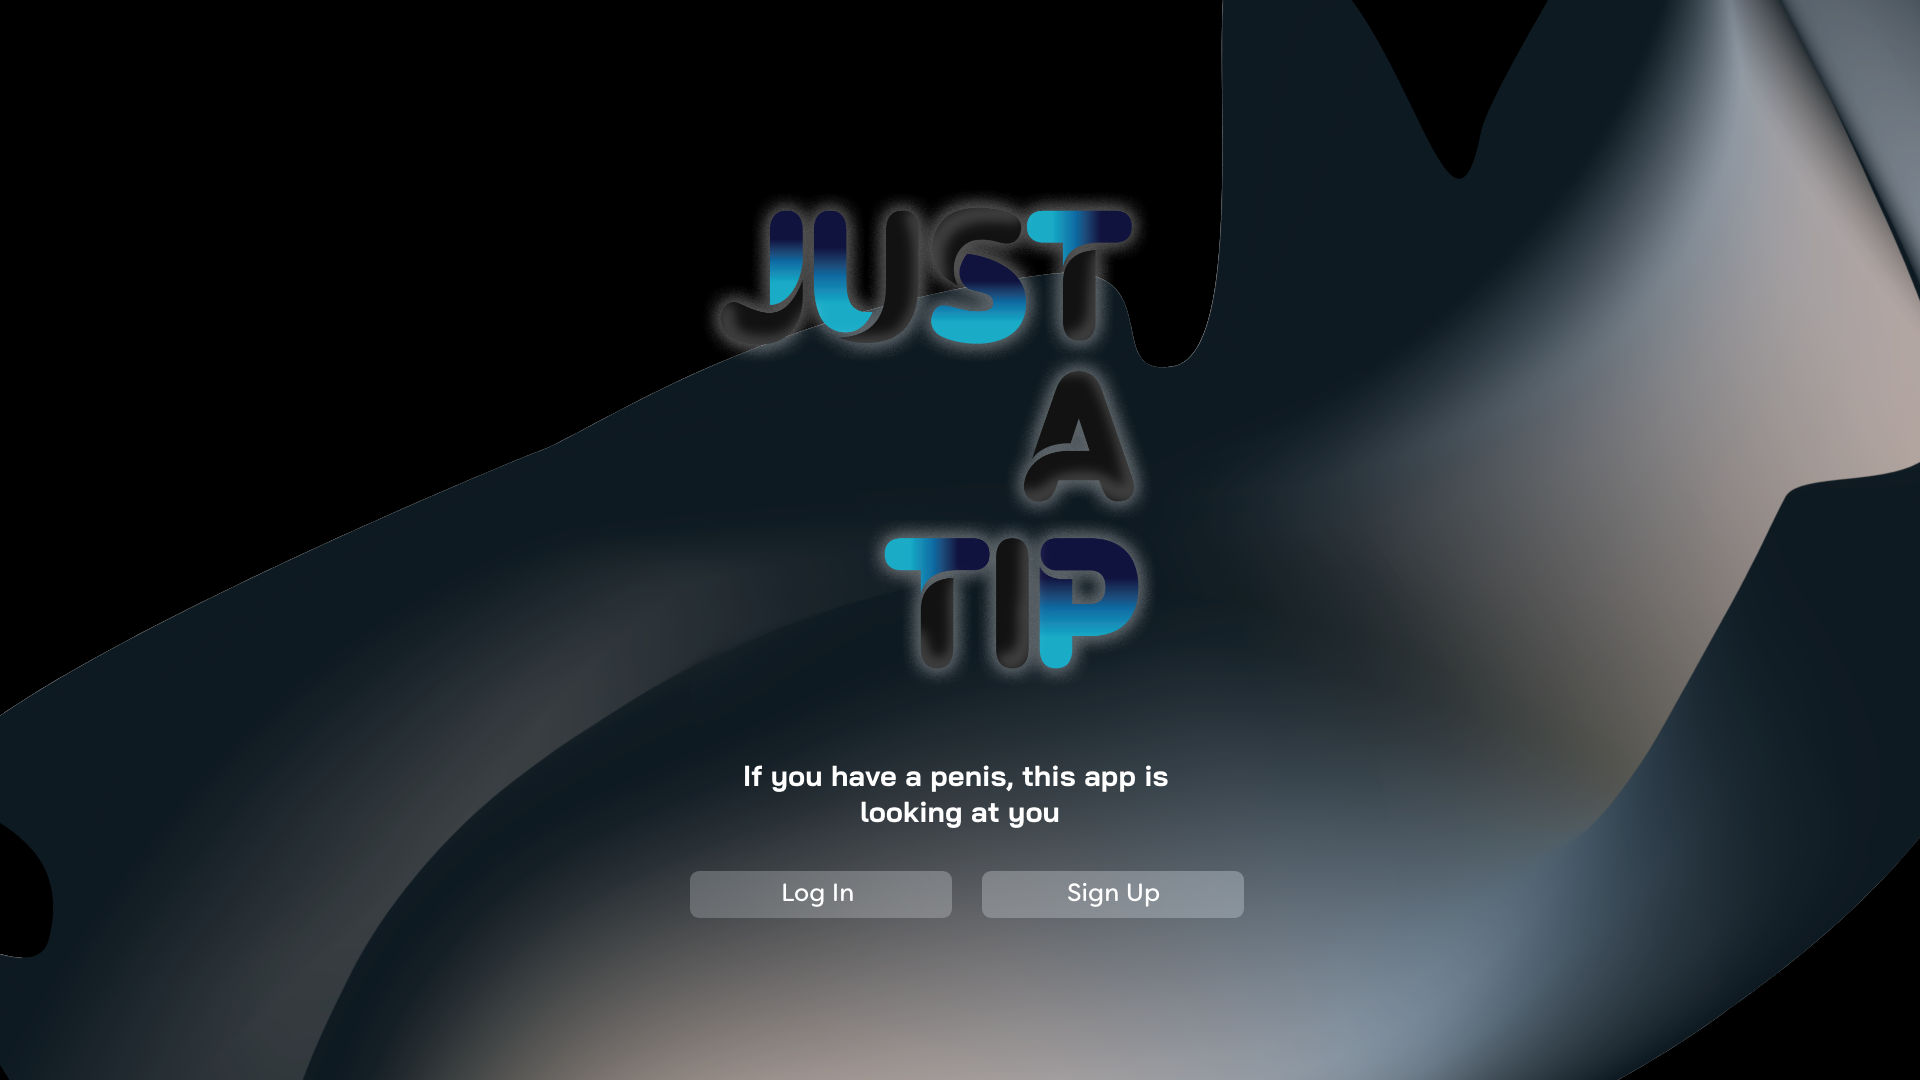 JUST
A
TIP
If you have a penis, this app is
looking at you
Log In
Sign Up